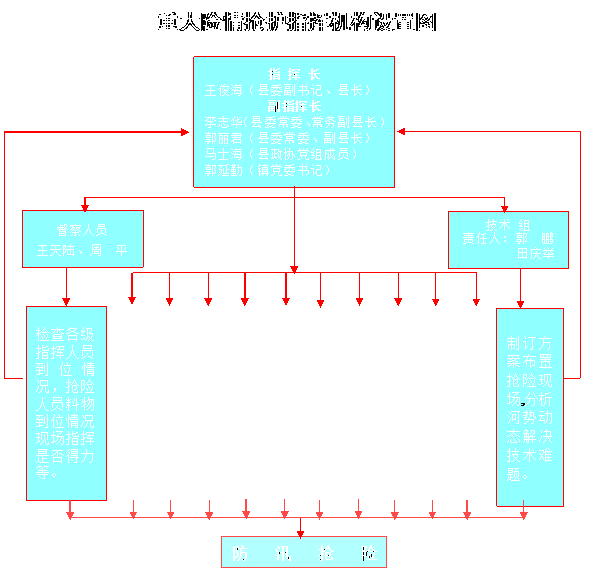 重大险情抢护指挥机构设置图
指 挥 长
王俊海（县委副书记、县长）
副指挥长
李志华（县委常委、常务副县长）
郭丽君（县委常委、副县长）
马士海（县政协党组成员）
郭延勤（镇党委书记）
督察人员
王天陆、周 平
技术 组
责任人：郭 鹏
田庆举
检查各级
指挥人员
到 位 情
况，抢险
人员料物
到位情况
现场指挥
是否得力
等。
制订方
案布置
抢险现
场,分析
河势动
态解决
技术难
题。
防 汛 抢 险